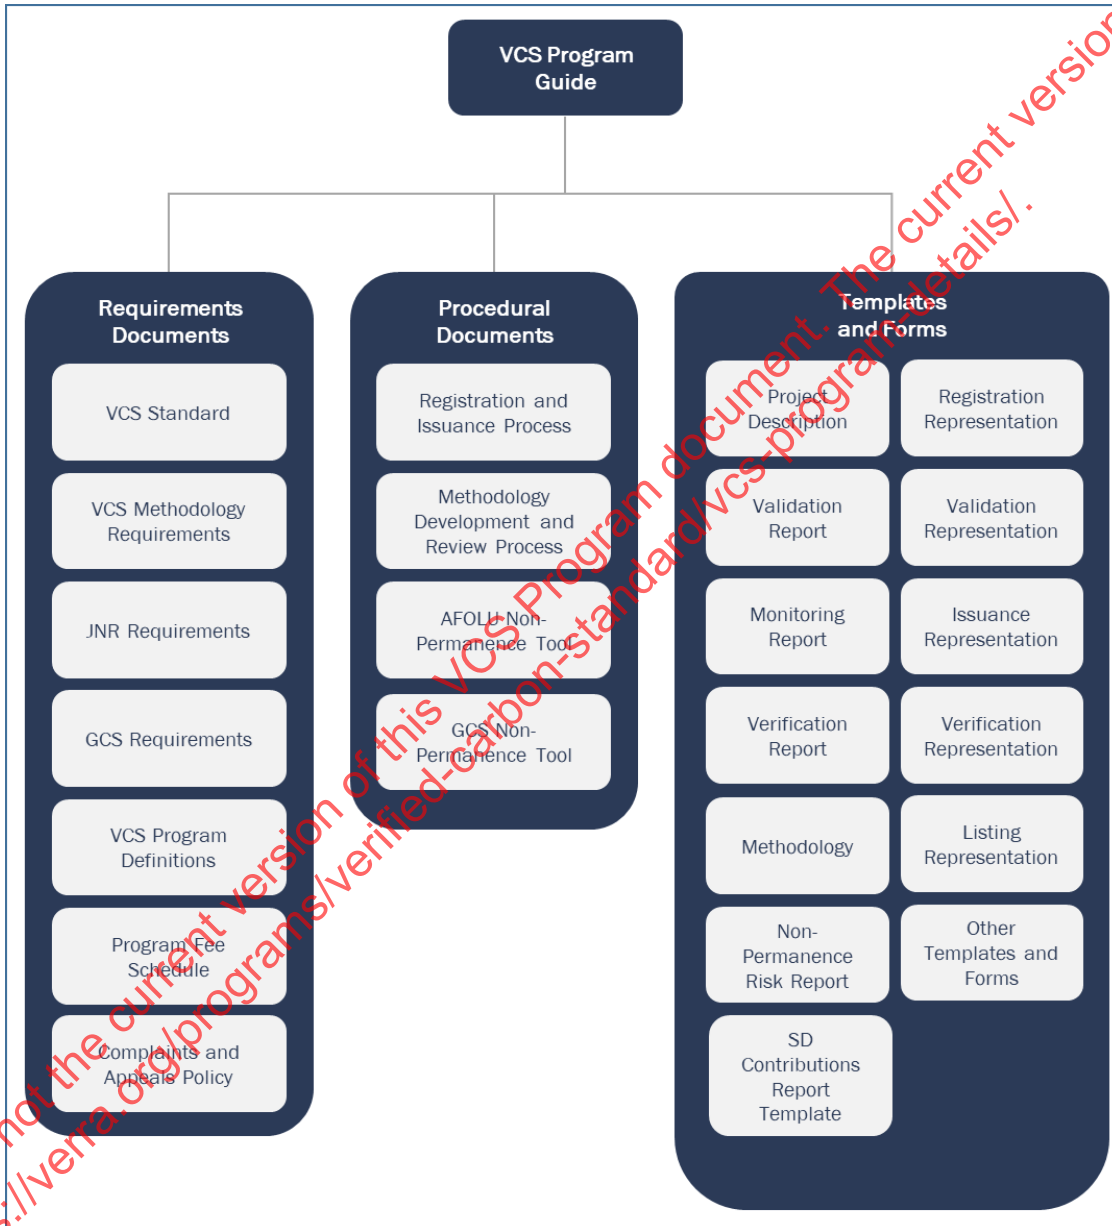 VCS Program
Guide
Requirements
Documents
VCS Standard
VCS Methodology
Requirements
JNR Requirements
GCS Requirements
VCS Program
Definitions
Program Fee
Schedule
Complaints and
Appeals Policy
Procedural
Documents
Registration and
Issuance Process
Methodology
Development and
Review Process
AFOLU Non-
Permanence Tool
GCS Non-
Permanence Tool
Templates
and Forms
Project
Description
Registration
Representation
Validation
Report
Validation
Representation
Monitoring
Report
Issuance
Representation
Verification
Report
Verification
Representation
Methodology
Listing
Representation
Non-
Permanence
Risk Report
Other
Templates and
Forms
SD
Contributions
Report
Template
not the current version of this VCS Program document. The current version
s://verra.org/programs/verified-carbon-standard/vcs-program-details/.